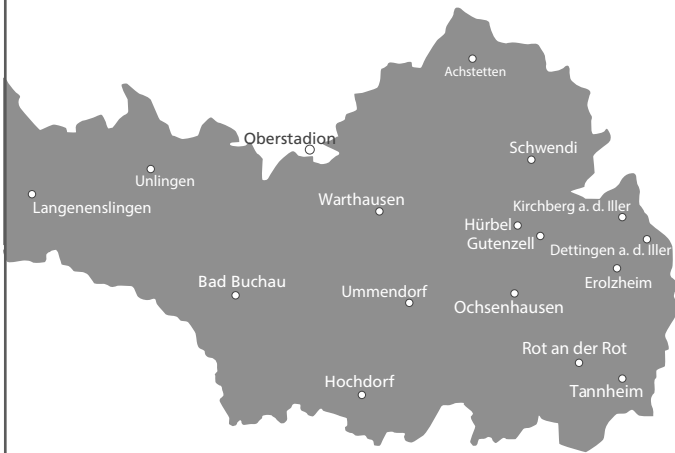 Achstetten
Oberstadion
Schwendi
Unlingen
Langenenslingen
Warthausen
Kirchberg a. d. Iller
Hürbel
Gutenzell
Dettingen a. d. Iller
Bad Buchau
Ummendorf
Erolzheim
Ochsenhausen
Rot an der Rot
Hochdorf
Tannheim